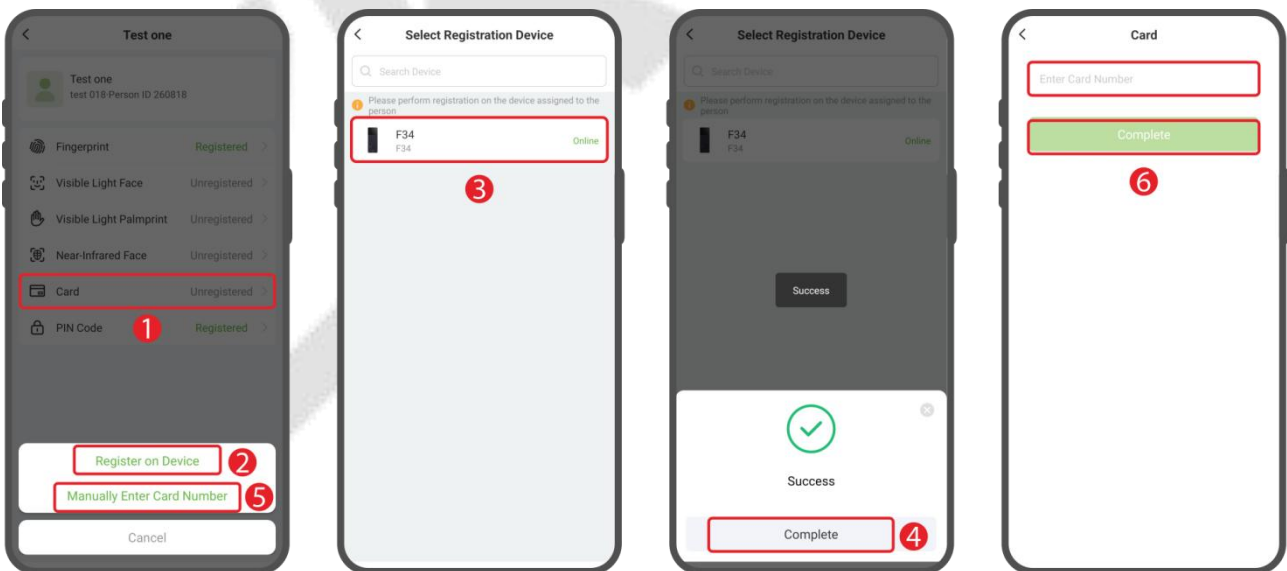 Test one
Test one
test 018-Person ID 260818
Fingerprint Registered
Visible Light Face Unregistered
Visible Light Palmprint Unregistered
Near-Infrared Face Unregistered
Card Unregistered
1
PIN Code Registered
Register on Device
2
Manually Enter Card Number
5
Cancel
Select Registration Device
Search Device
Please perform registration on the device assigned to the
person
F34
F34
Online
3
Select Registration Device
Search Device
Please perform registration on the device assigned to the
person
F34
F34
Online
Success
Success
Complete
4
Card
Enter Card Number
Complete
6